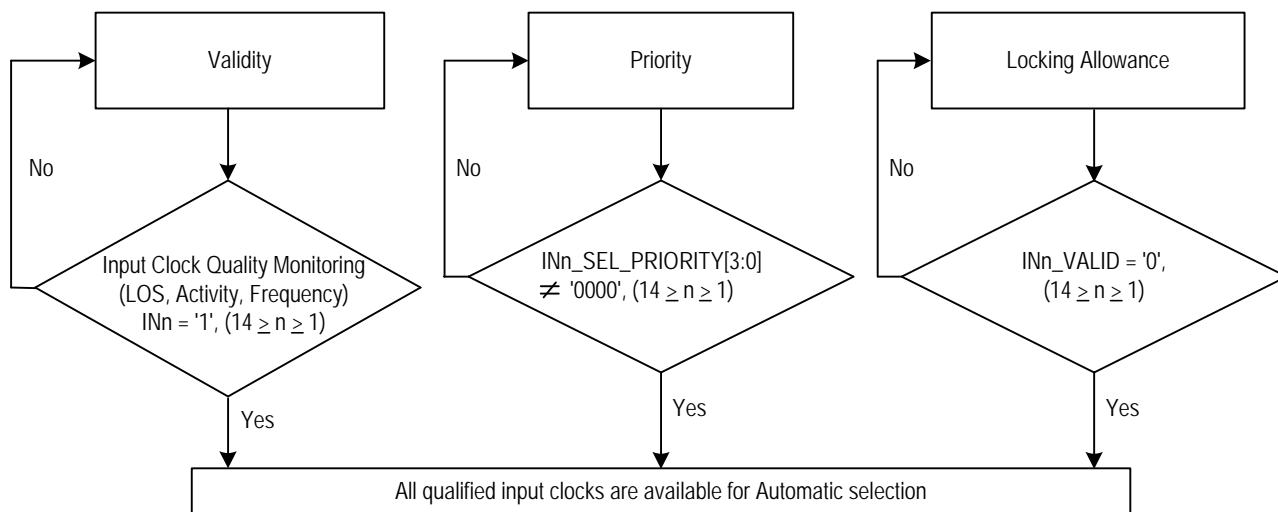 Validity
Priority
Locking Allowance
No
No
No
Input Clock Quality Monitoring
(LOS, Activity, Frequency)
INn = '1', (14 ≥ n ≥ 1)
INn_SEL_PRIORITY[3:0]
≠ '0000', (14 ≥ n ≥ 1)
INn_VALID = '0',
(14 ≥ n ≥ 1)
Yes
Yes
Yes
All qualified input clocks are available for Automatic selection